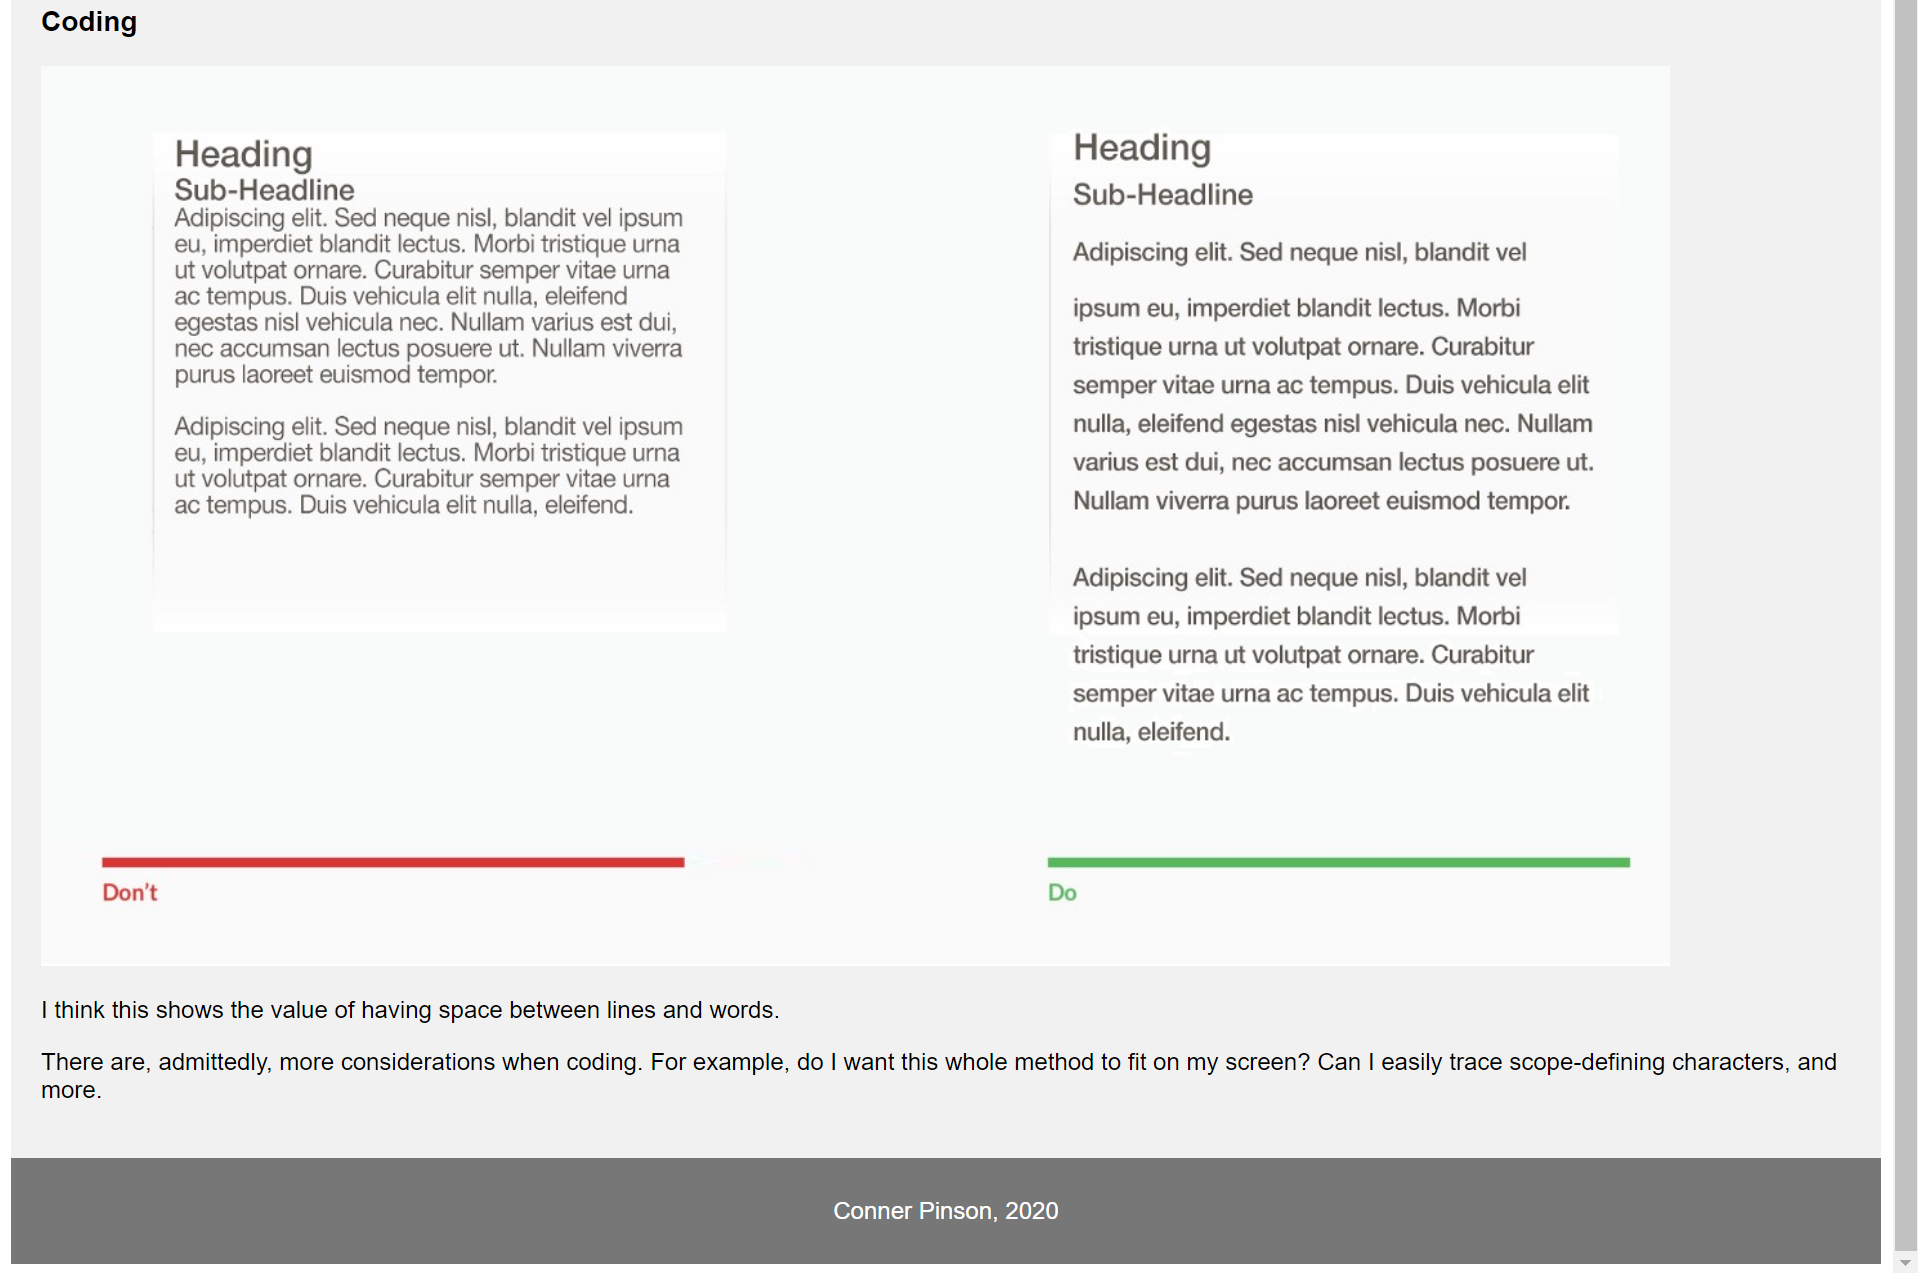 Coding
Heading
Sub-Headline
Adipiscing elit. Sed neque nisl, blandit vel ipsum
eu, imperdiet blandit lectus. Morbi tristique urna
ut volutpat ornare. Curabitur semper vitae urna
ac tempus. Duis vehicula elit nulla, eleifend
egestas nisl vehicula nec. Nullam varius est dui,
nec accumsan lectus posuere ut. Nullam viverra
purus laoreet euismod tempor.
Adipiscing elit. Sed neque nisl, blandit vel ipsum
eu, imperdiet blandit lectus. Morbi tristique urna
ut volutpat ornare. Curabitur semper vitae urna
ac tempus. Duis vehicula elit nulla, eleifend.
Don't
Heading
Sub-Headline
Adipiscing elit. Sed neque nisl, blandit vel
ipsum eu, imperdiet blandit lectus. Morbi
tristique urna ut volutpat ornare. Curabitur
semper vitae urna ac tempus. Duis vehicula elit
nulla, eleifend egestas nisl vehicula nec. Nullam
varius est dui, nec accumsan lectus posuere ut.
Nullam viverra purus laoreet euismod tempor.
Adipiscing elit. Sed neque nisl, blandit vel
ipsum eu, imperdiet blandit lectus. Morbi
tristique urna ut volutpat ornare. Curabitur
semper vitae urna ac tempus. Duis vehicula elit
nulla, eleifend.
Do
I think this shows the value of having space between lines and words.
There are, admittedly, more considerations when coding. For example, do I want this whole method to fit on my screen? Can I easily trace scope-defining characters, and
more.
Conner Pinson, 2020